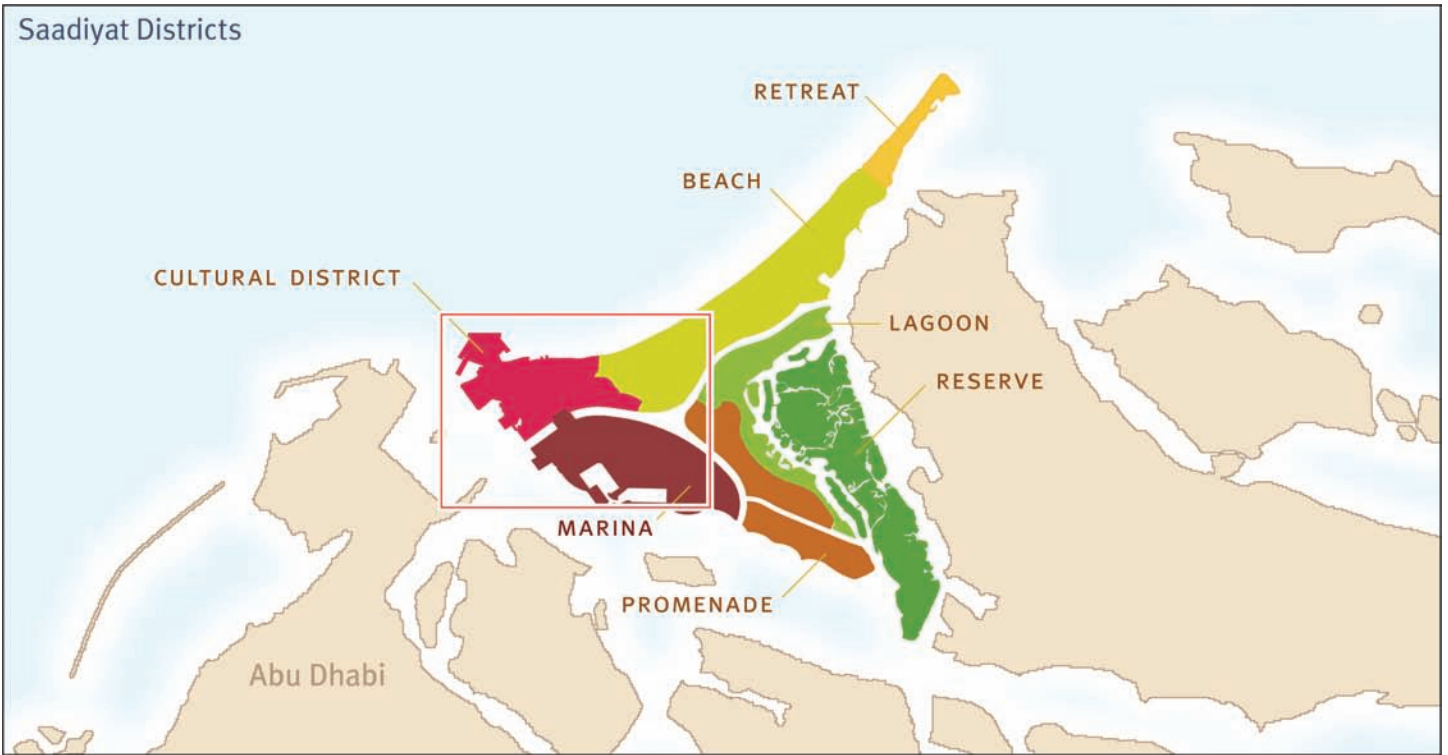 Saadiyat Districts
RETREAT
BEACH
CULTURAL DISTRICT
LAGOON
RESERVE
MARINA
PROMENADE
Abu Dhabi